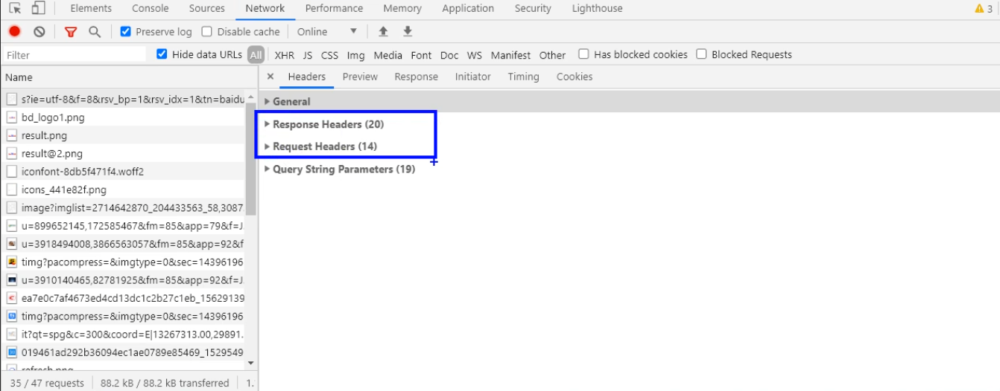 Elements Console Sources Network Performance Memory Application Security Lighthouse 3
Preserve log Disable cache Online
Filter Hide data URLs All XHR JS CSS Img Media Font Doc WS Manifest Other Has blocked cookies Blocked Requests
Name
s?ie=utf-8&f=8&rsv_bp=1&rsv_idx=1&tn=baidu
bd_logo1.png
result.png
result@2.png
iconfont-8db5f471f4.woff2
icons_441e82f.png
image?imglist=2714642870_204433563_58,3087
u=899652145,172585467&fm=85&app=79&f=J
u=3918494008,3866563057&fm=85&app=92&f
timg?pacompress=&imgtype=0&sec=14396196
u=3910140465,82781925&fm=85&app=92&f=J
ea7e0c7af4673ed4cd13dc1c2b27c1eb_15629139
timg?pacompress=&imgtype=0&sec=14396196
it?qt=spg&c=300&coord=E|13267313.00,29891.
019461ad292b36094ec1ae0789e85469_1529549
refresh.png
35 / 47 requests 88.2 kB / 88.2 kB transferred 1.
× Headers Preview Response Initiator Timing Cookies
General
Response Headers (20)
Request Headers (14)
Query String Parameters (19)